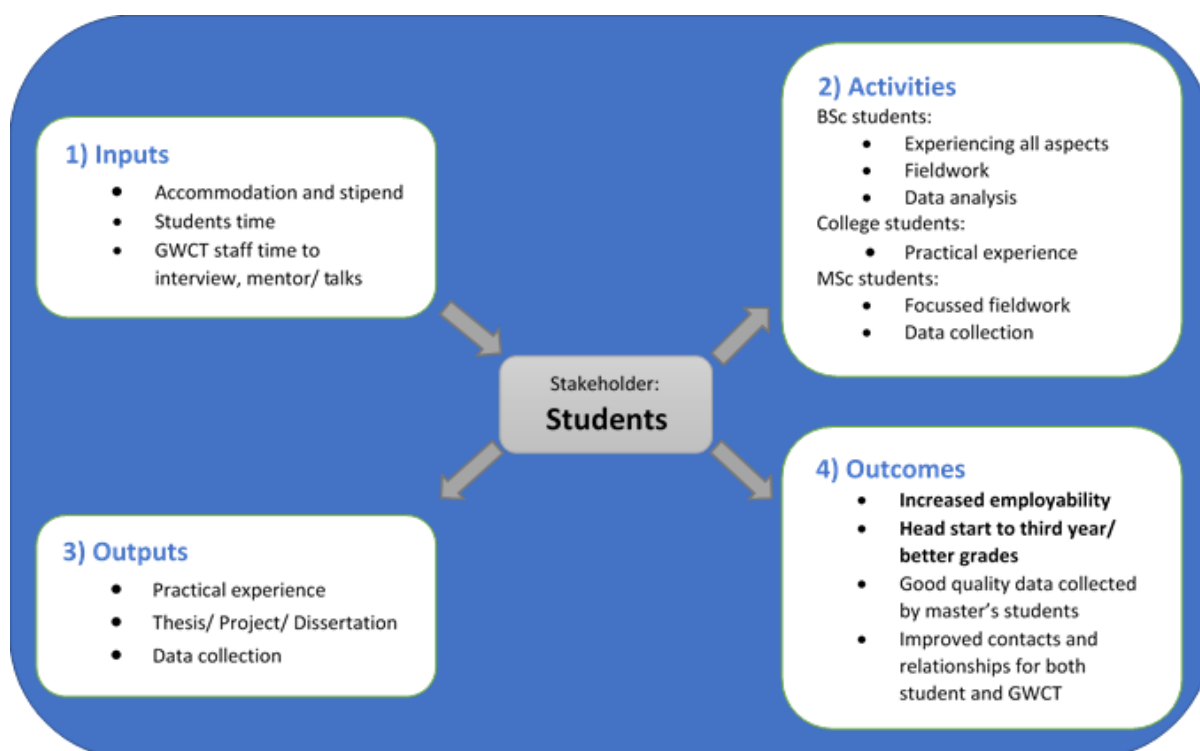 1) Inputs
● Accommodation and stipend
● Students time
● GWCT staff time to
interview, mentor/ talks
2) Activities
BSc students:
● Experiencing all aspects
● Fieldwork
● Data analysis
College students:
● Practical experience
MSc students:
● Focussed fieldwork
● Data collection
Stakeholder:
Students
3) Outputs
● Practical experience
● Thesis/ Project/ Dissertation
● Data collection
4) Outcomes
● Increased employability
● Head start to third year/
better grades
● Good quality data collected
by master's students
● Improved contacts and
relationships for both
student and GWCT